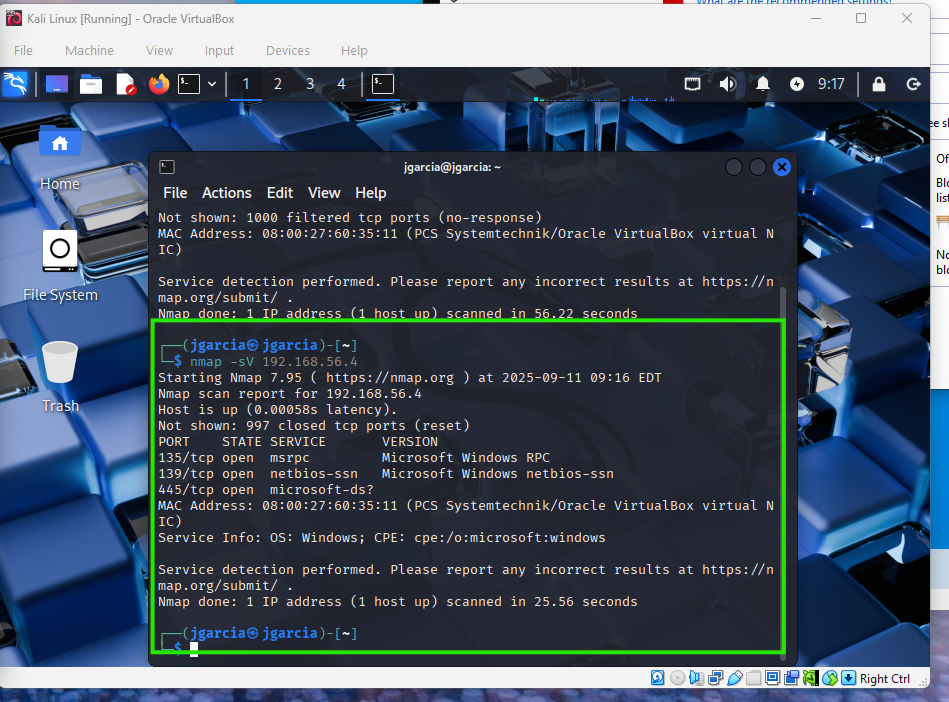 What are the recommended settings?
Kali Linux [Running] - Oracle VirtualBox
File Machine View Input Devices Help
1 2 3 4 9:17
Home
File System
Trash
jgarcia@jgarcia: ~
File Actions Edit View Help
Not shown: 1000 filtered tcp ports (no-response)
MAC Address: 08:00:27:60:35:11 (PCS Systemtechnik/Oracle VirtualBox virtual N
IC)
Service detection performed. Please report any incorrect results at https://n
map.org/submit/ .
Nmap done: 1 IP address (1 host up) scanned in 56.22 seconds
┌──(jgarcia㉿jgarcia)-[~]
└─$ nmap -sV 192.168.56.4
Starting Nmap 7.95 ( https://nmap.org ) at 2025-09-11 09:16 EDT
Nmap scan report for 192.168.56.4
Host is up (0.00058s latency).
Not shown: 997 closed tcp ports (reset)
PORT    STATE SERVICE       VERSION
135/tcp open  msrpc         Microsoft Windows RPC
139/tcp open  netbios-ssn   Microsoft Windows netbios-ssn
445/tcp open  microsoft-ds?
MAC Address: 08:00:27:60:35:11 (PCS Systemtechnik/Oracle VirtualBox virtual N
IC)
Service Info: OS: Windows; CPE: cpe:/o:microsoft:windows
Service detection performed. Please report any incorrect results at https://n
map.org/submit/ .
Nmap done: 1 IP address (1 host up) scanned in 25.56 seconds
┌──(jgarcia㉿jgarcia)-[~]
└─$
Right Ctrl